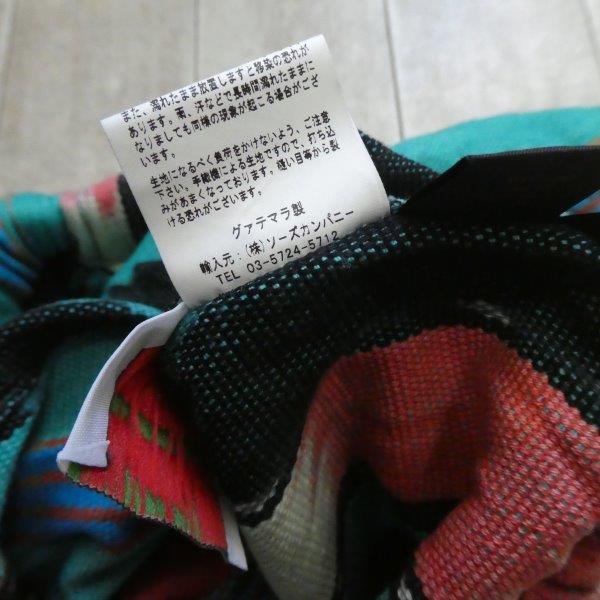 また、濡れたまま放置しますと移染の恐れが
あります。雨、汗などで長時間濡れたままに
なりましても同様の現象が起こる場合がござ
います。
生地になるべく負荷をかけないよう、ご注意
下さい。手織機による生地ですので、打ち込
みがあまくなっております。縫い目等から裂
ける恐れがございます。
グァテマラ製
輸入元：（株）ソーズカンパニー
TEL 03-5724-5712